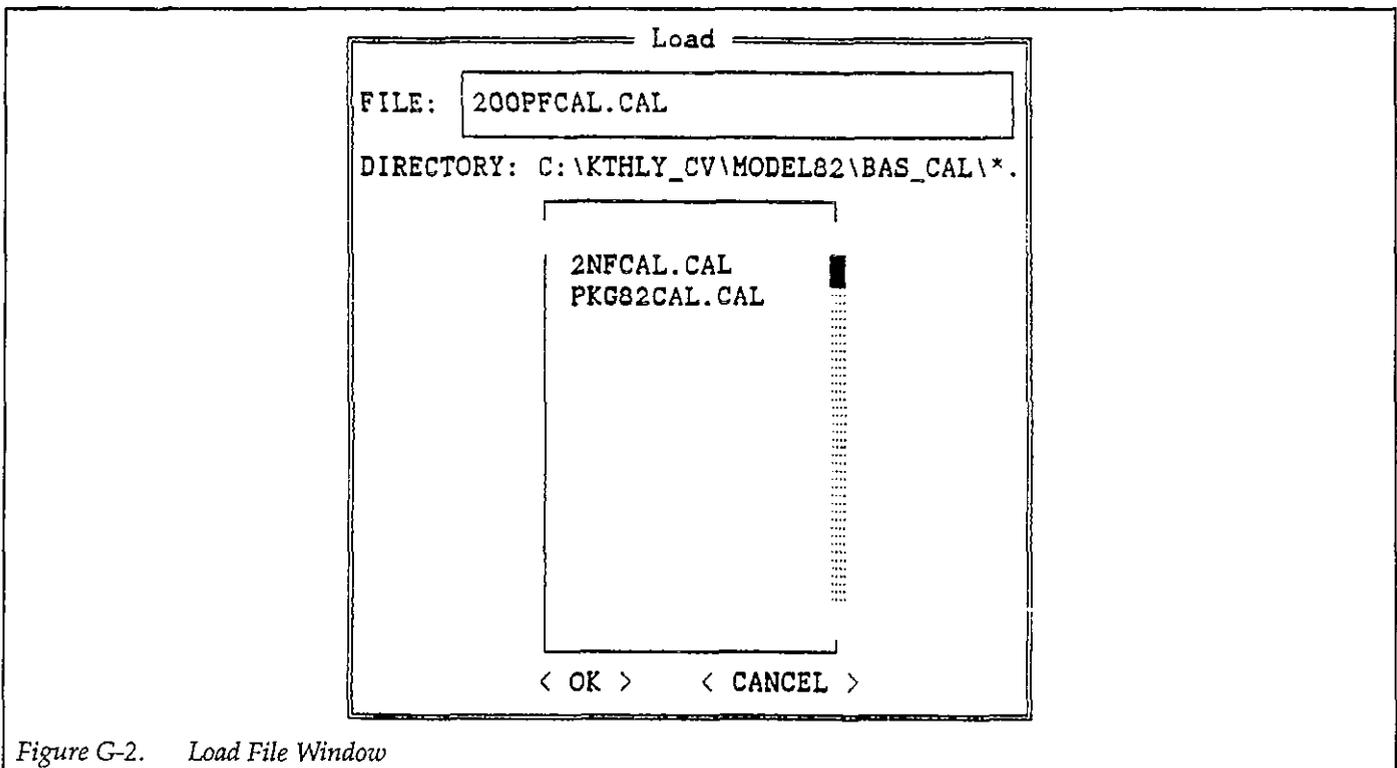 Load
FILE: 200PFCAL.CAL
DIRECTORY: C:\KTHLY_CV\MODEL82\BAS_CAL\*.
2NFCAL.CAL
PKG82CAL.CAL
< OK > < CANCEL >
Figure G-2. Load File Window